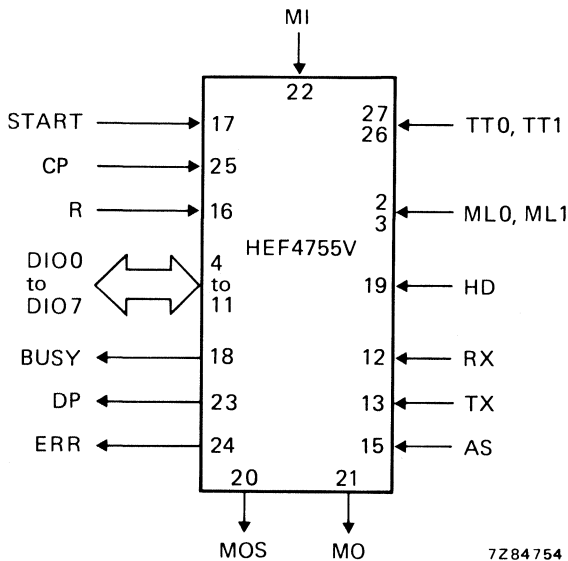 MI
22
START
17
27
26
TT0, TT1
CP
25
R
16
2
3
ML0, ML1
HEF4755V
DIO0
to
DIO7
4
to
11
19
HD
BUSY
18
12
RX
DP
23
13
TX
ERR
24
15
AS
20
21
MOS
MO
7Z84754